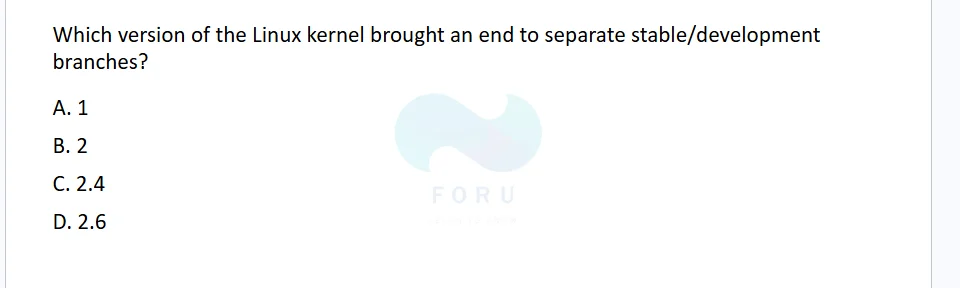 Which version of the Linux kernel brought an end to separate stable/development
branches?
A. 1
B. 2
C. 2.4
D. 2.6
FORU